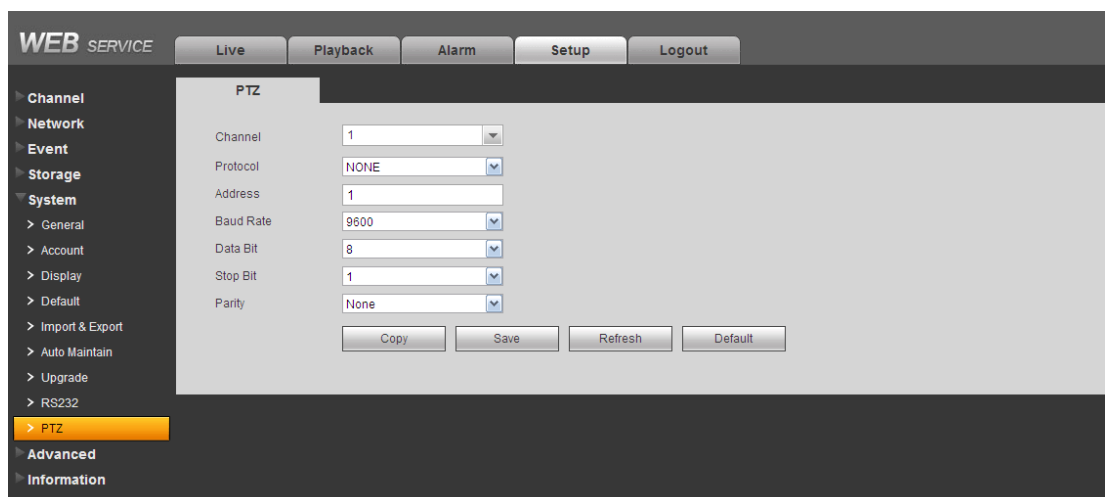 WEB SERVICE
Live Playback Alarm Setup Logout
Channel
Network
Event
Storage
System
> General
> Account
> Display
> Default
> Import & Export
> Auto Maintain
> Upgrade
> RS232
> PTZ
Advanced
Information
PTZ
Channel 1
Protocol NONE
Address 1
Baud Rate 9600
Data Bit 8
Stop Bit 1
Parity None
Copy Save Refresh Default